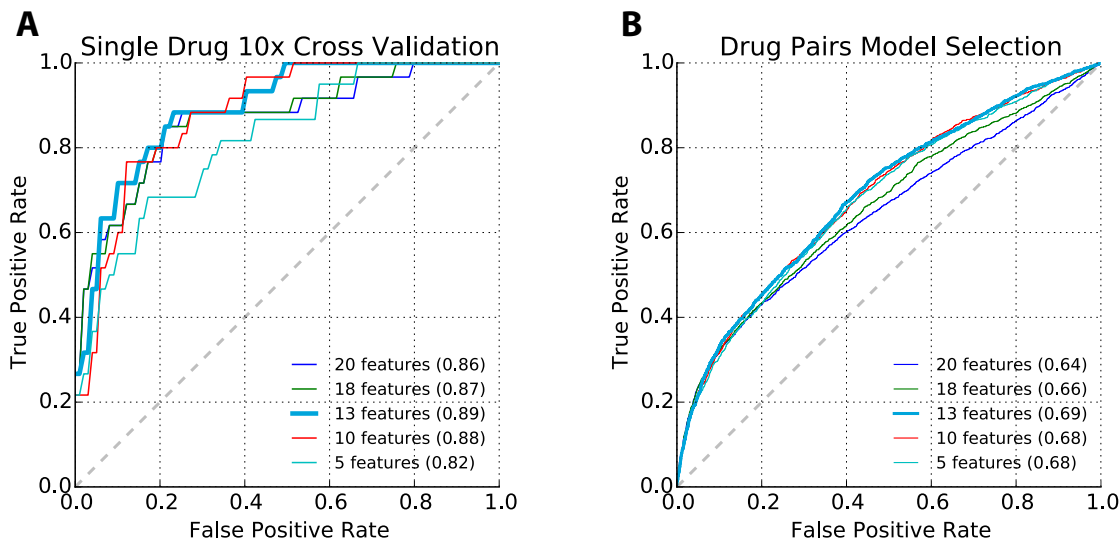 A
Single Drug 10x Cross Validation
1.0
0.8
0.6
0.4
0.2
0.0
True Positive Rate
20 features (0.86)
18 features (0.87)
13 features (0.89)
10 features (0.88)
5 features (0.82)
0.0 0.2 0.4 0.6 0.8 1.0
False Positive Rate
B
Drug Pairs Model Selection
1.0
0.8
0.6
0.4
0.2
0.0
True Positive Rate
20 features (0.64)
18 features (0.66)
13 features (0.69)
10 features (0.68)
5 features (0.68)
0.0 0.2 0.4 0.6 0.8 1.0
False Positive Rate